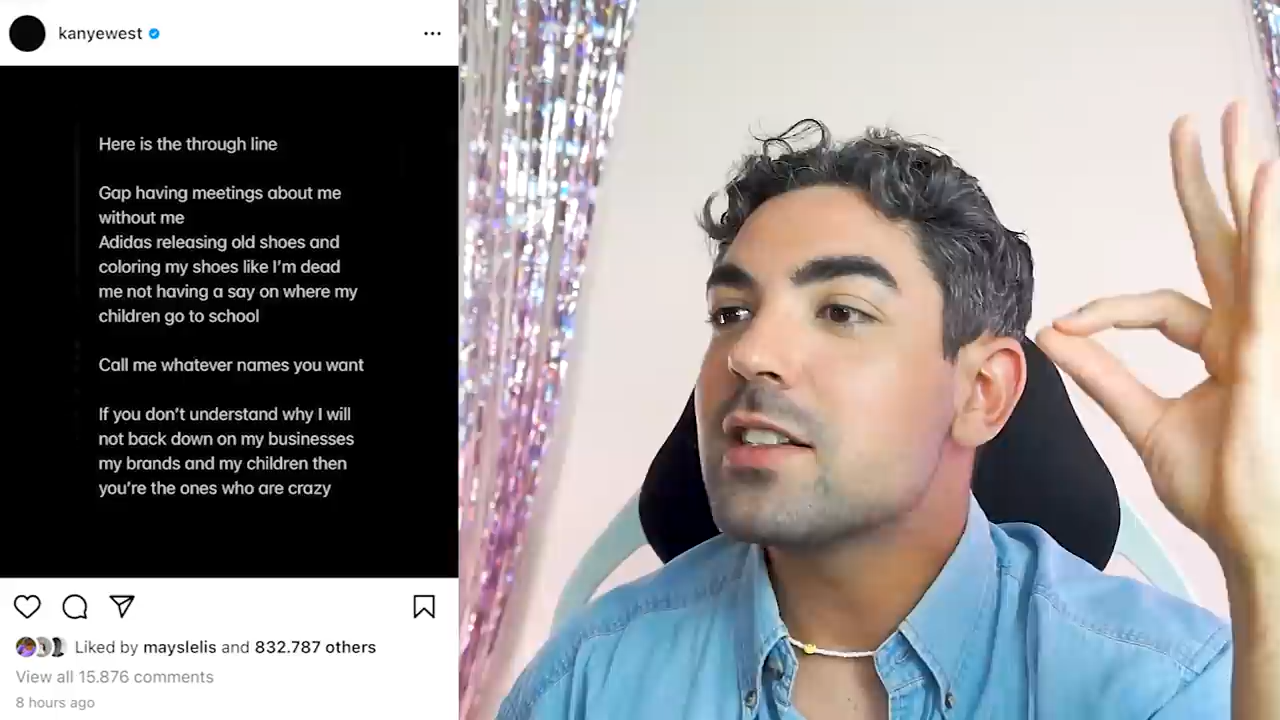 kanyewest
Here is the through line
Gap having meetings about me
without me
Adidas releasing old shoes and
coloring my shoes like I'm dead
me not having a say on where my
children go to school
Call me whatever names you want
If you don't understand why I will
not back down on my businesses
my brands and my children then
you're the ones who are crazy
Liked by mayslelis and 832.787 others
View all 15.876 comments
8 hours ago